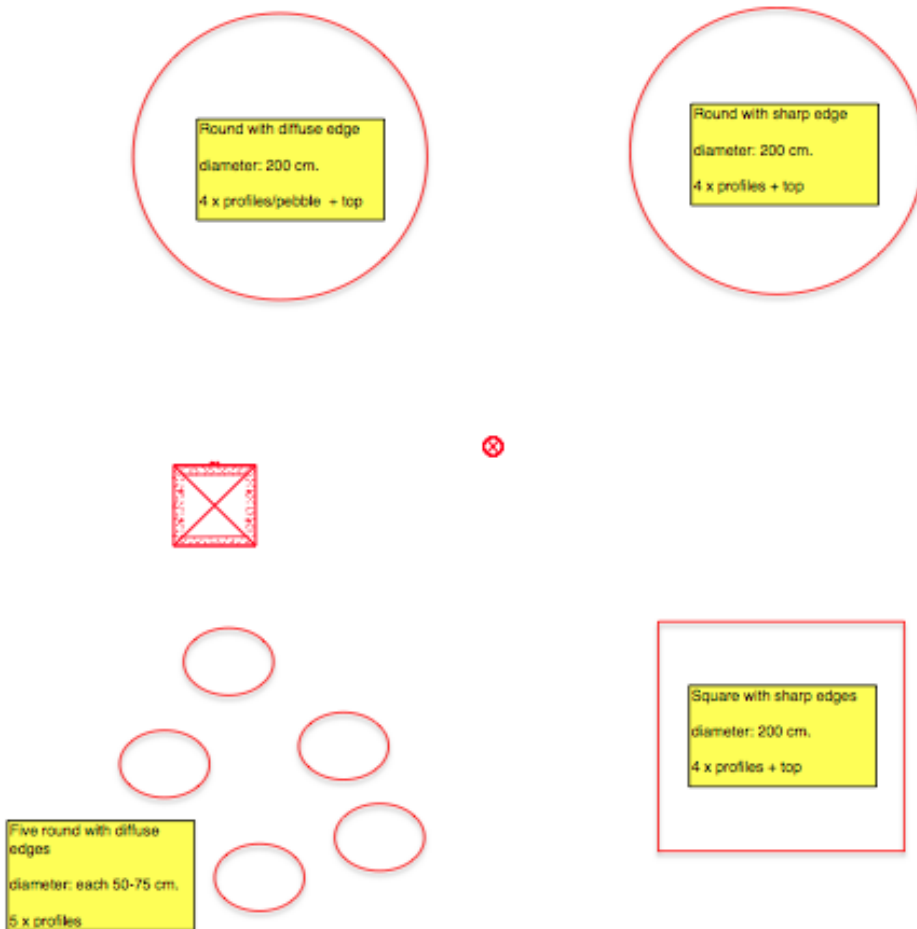 Round with diffuse edge
diameter: 200 cm.
4 x profiles/pebble + top
Round with sharp edge
diameter: 200 cm.
4 x profiles + top
Square with sharp edges
diameter: 200 cm.
4 x profiles + top
Five round with diffuse
edges
diameter: each 50-75 cm.
5 x profiles